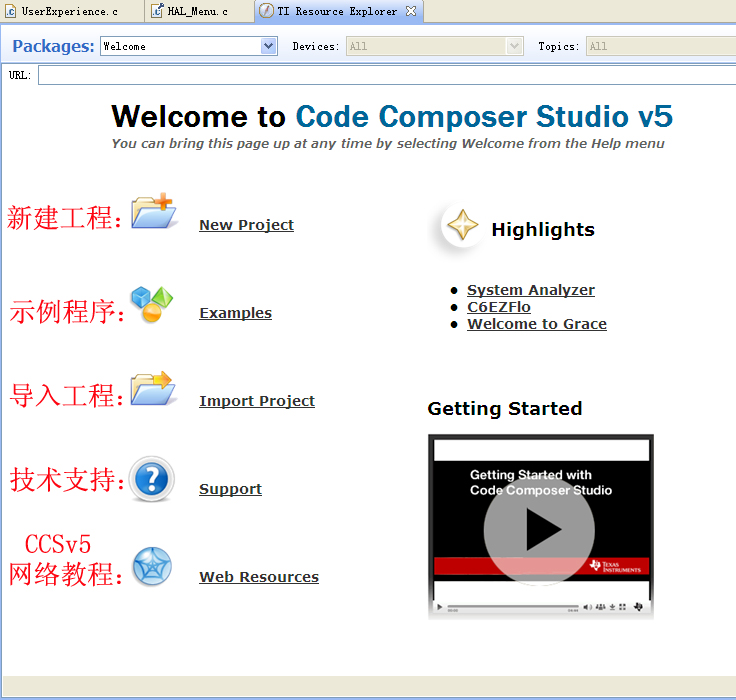 UserExperience.c
HAL_Menu.c
TI Resource Explorer
Packages: Welcome
Devices: All
Topics: All
URL:
Welcome to Code Composer Studio v5
You can bring this page up at any time by selecting Welcome from the Help menu
新建工程:
New Project
示例程序:
Examples
导入工程:
Import Project
技术支持:
Support
CCSv5
网络教程:
Web Resources
Highlights
System Analyzer
C6EZFlo
Welcome to Grace
Getting Started
Getting Started with
Code Composer Studio
TEXAS
INSTRUMENTS